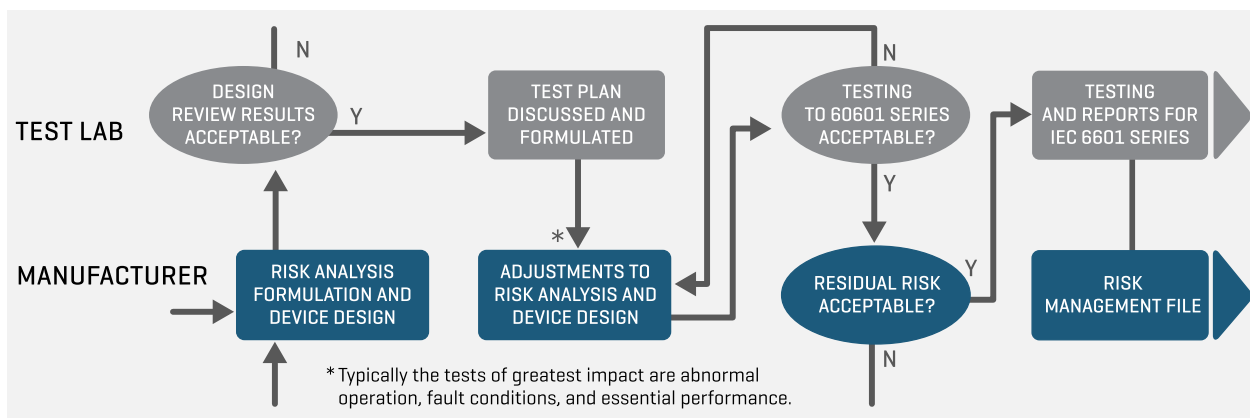 TEST LAB
N
DESIGN
REVIEW RESULTS
ACCEPTABLE?
Y
TEST PLAN
DISCUSSED AND
FORMULATED
N
TESTING
TO 60601 SERIES
ACCEPTABLE?
Y
TESTING
AND REPORTS FOR
IEC 6601 SERIES
MANUFACTURER
RISK ANALYSIS
FORMULATION AND
DEVICE DESIGN
*
ADJUSTMENTS TO
RISK ANALYSIS AND
DEVICE DESIGN
RESIDUAL RISK
ACCEPTABLE?
Y
N
RISK
MANAGEMENT FILE
* Typically the tests of greatest impact are abnormal
operation, fault conditions, and essential performance.